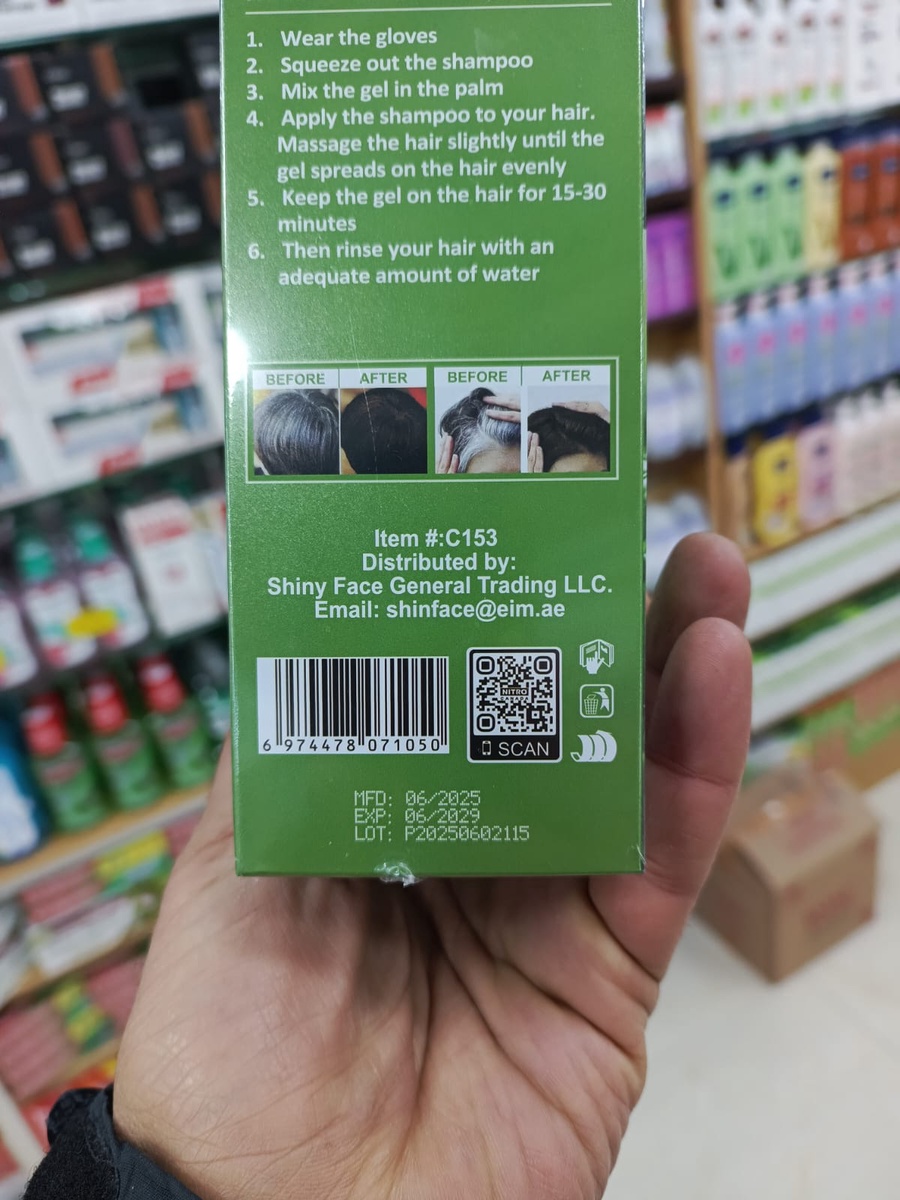 1. Wear the gloves
2. Squeeze out the shampoo
3. Mix the gel in the palm
4. Apply the shampoo to your hair.
Massage the hair slightly until the
gel spreads on the hair evenly
5. Keep the gel on the hair for 15-30
minutes
6. Then rinse your hair with an
adequate amount of water
BEFORE AFTER BEFORE AFTER
Item #:C153
Distributed by:
Shiny Face General Trading LLC.
Email: shinface@eim.ae
NITRO
CANADA
SCAN
6 974478 071050
MFD: 06/2025
EXP: 06/2029
LOT: P20250602115